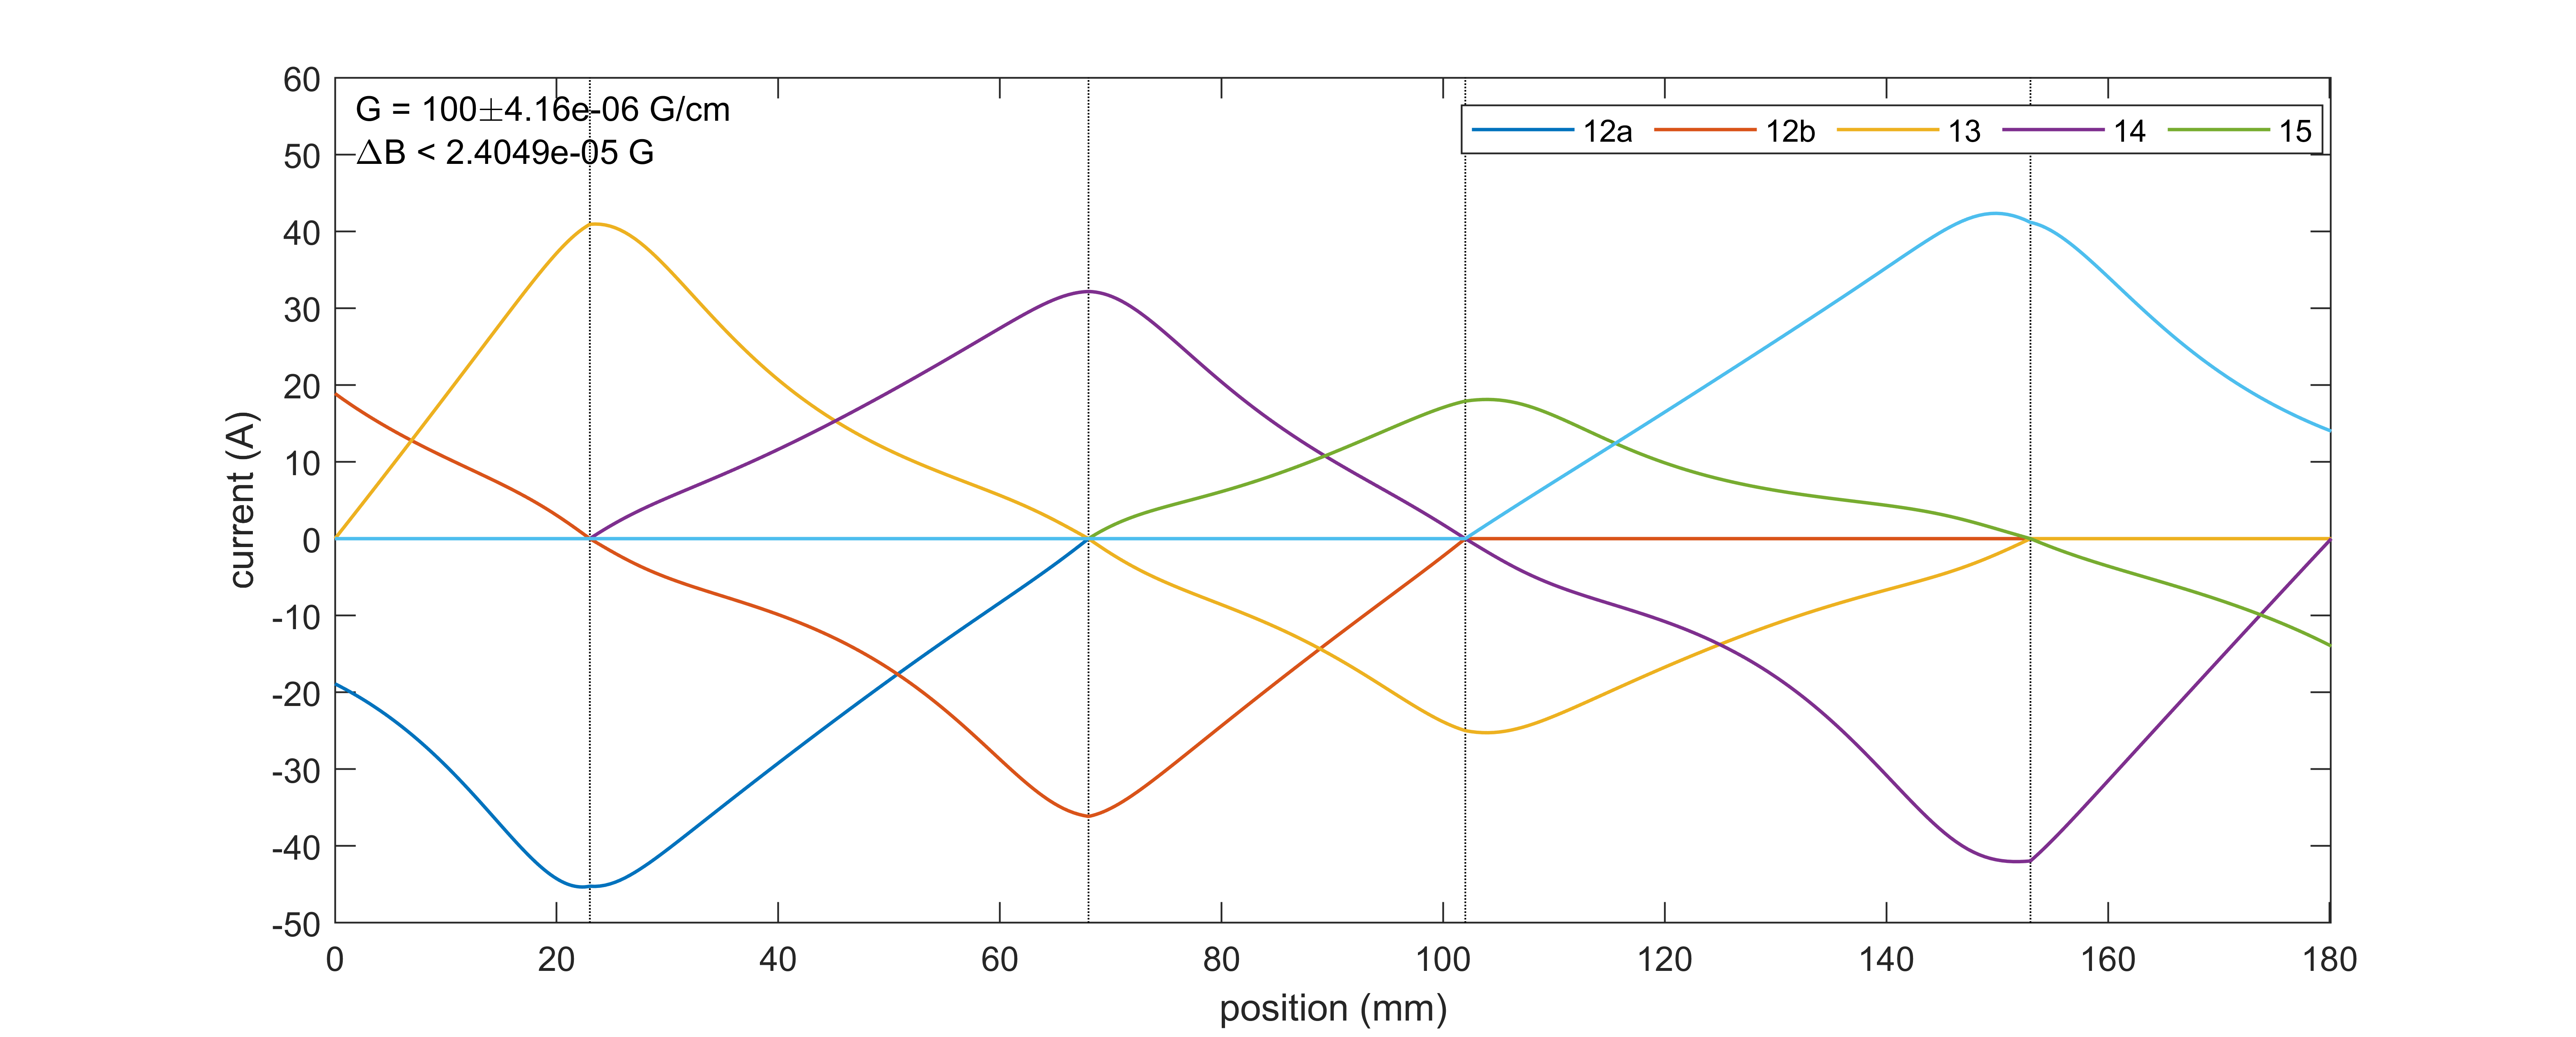 G = 100±4.16e-06 G/cm
ΔB < 2.4049e-05 G
12a 12b 13 14 15
60
50
40
30
20
10
0
-10
-20
-30
-40
-50
current (A)
0 20 40 60 80 100 120 140 160 180
position (mm)